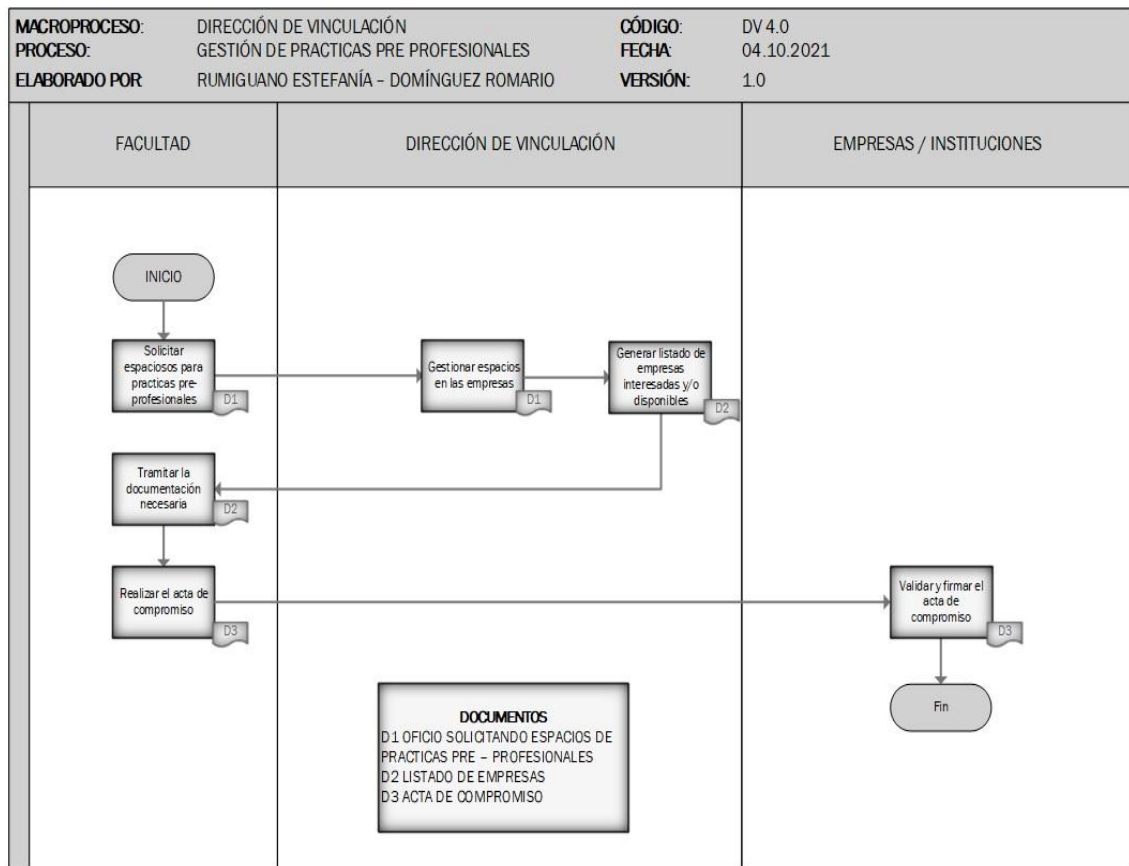 MACROPROCESO: DIRECCIÓN DE VINCULACIÓN CÓDIGO: DV 4.0
PROCESO: GESTIÓN DE PRACTICAS PRE PROFESIONALES FECHA: 04.10.2021
ELABORADO POR RUMIGUANO ESTEFANÍA – DOMÍNGUEZ ROMARIO VERSIÓN: 1.0
FACULTAD
DIRECCIÓN DE VINCULACIÓN
EMPRESAS / INSTITUCIONES
INICIO
Solicitar
espaciosos para
practicas pre-
profesionales
D1
Gestionar espacios
en las empresas
D1
Generar listado de
empresas
interesadas y/o
disponibles
D2
Tramitar la
documentación
necesaria
D2
Realizar el acta de
compromiso
D3
Validar y firmar el
acta de
compromiso
D3
Fin
DOCUMENTOS
D1 OFICIO SOLICITANDO ESPACIOS DE
PRACTICAS PRE – PROFESIONALES
D2 LISTADO DE EMPRESAS
D3 ACTA DE COMPROMISO